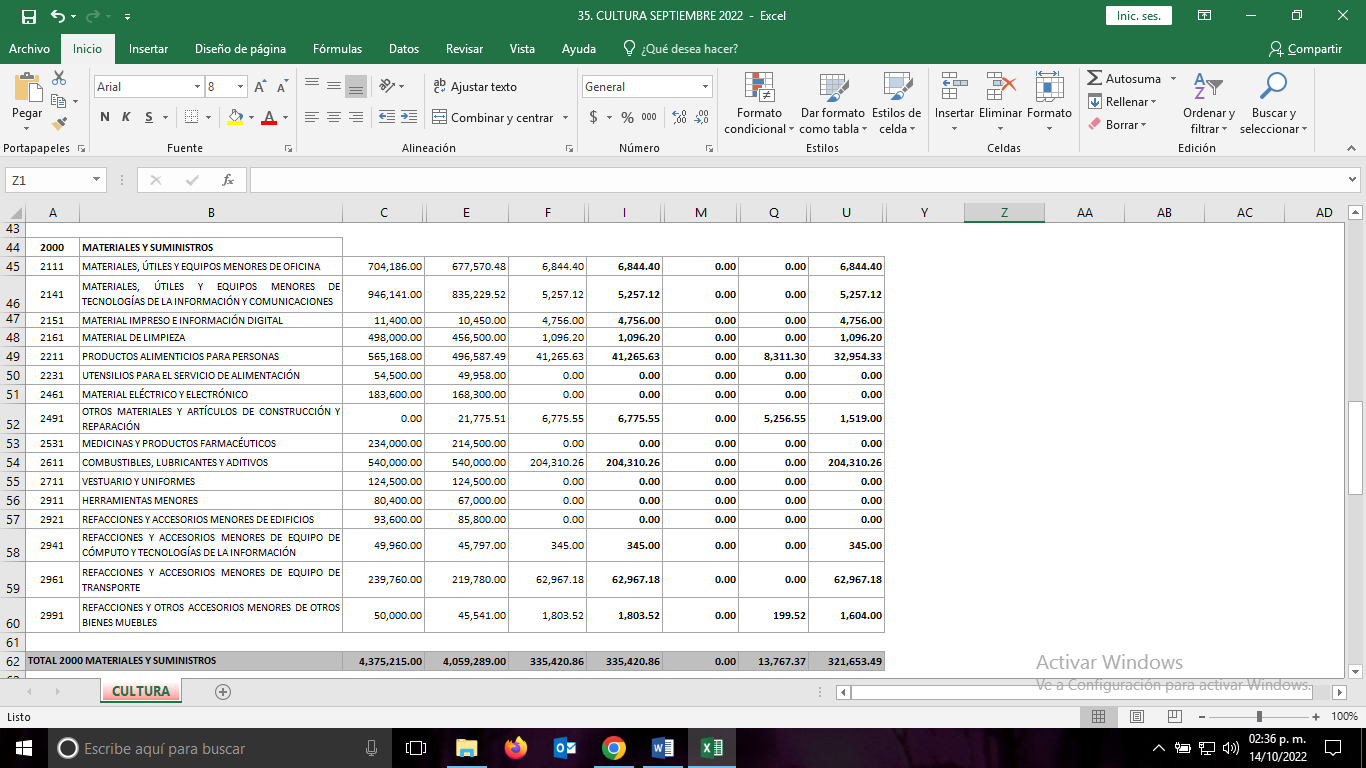 35. CULTURA SEPTIEMBRE 2022 - Excel
Inic. ses.
Archivo Inicio Insertar Diseño de página Fórmulas Datos Revisar Vista Ayuda ¿Qué desea hacer? Compartir
Pegar
Arial 8 A A
N K S A
Ajustar texto
Combinar y centrar
General
$ % 000
Formato condicional
Dar formato como tabla
Estilos de celda
Insertar Eliminar Formato
Autosuma
Rellenar
Borrar
Ordenar y filtrar
Buscar y seleccionar
Portapapeles Fuente Alineación Número Estilos Celdas Edición
Z1 fx
A B C E F I M Q U Y Z AA AB AC AD
43
44 2000 MATERIALES Y SUMINISTROS
45 2111 MATERIALES, ÚTILES Y EQUIPOS MENORES DE OFICINA 704,186.00 677,570.48 6,844.40 6,844.40 0.00 0.00 6,844.40
46 2141 MATERIALES, ÚTILES Y EQUIPOS MENORES DE
TECNOLOGÍAS DE LA INFORMACIÓN Y COMUNICACIONES 946,141.00 835,229.52 5,257.12 5,257.12 0.00 0.00 5,257.12
47 2151 MATERIAL IMPRESO E INFORMACIÓN DIGITAL 11,400.00 10,450.00 4,756.00 4,756.00 0.00 0.00 4,756.00
48 2161 MATERIAL DE LIMPIEZA 498,000.00 456,500.00 1,096.20 1,096.20 0.00 0.00 1,096.20
49 2211 PRODUCTOS ALIMENTICIOS PARA PERSONAS 565,168.00 496,587.49 41,265.63 41,265.63 0.00 8,311.30 32,954.33
50 2231 UTENSILIOS PARA EL SERVICIO DE ALIMENTACIÓN 54,500.00 49,958.00 0.00 0.00 0.00 0.00 0.00
51 2461 MATERIAL ELÉCTRICO Y ELECTRÓNICO 183,600.00 168,300.00 0.00 0.00 0.00 0.00 0.00
52 2491 OTROS MATERIALES Y ARTÍCULOS DE CONSTRUCCIÓN Y
REPARACIÓN 0.00 21,775.51 6,775.55 6,775.55 0.00 5,256.55 1,519.00
53 2531 MEDICINAS Y PRODUCTOS FARMACÉUTICOS 234,000.00 214,500.00 0.00 0.00 0.00 0.00 0.00
54 2611 COMBUSTIBLES, LUBRICANTES Y ADITIVOS 540,000.00 540,000.00 204,310.26 204,310.26 0.00 0.00 204,310.26
55 2711 VESTUARIO Y UNIFORMES 124,500.00 124,500.00 0.00 0.00 0.00 0.00 0.00
56 2911 HERRAMIENTAS MENORES 80,400.00 67,000.00 0.00 0.00 0.00 0.00 0.00
57 2921 REFACCIONES Y ACCESORIOS MENORES DE EDIFICIOS 93,600.00 85,800.00 0.00 0.00 0.00 0.00 0.00
58 2941 REFACCIONES Y ACCESORIOS MENORES DE EQUIPO DE
CÓMPUTO Y TECNOLOGÍAS DE LA INFORMACIÓN 49,960.00 45,797.00 345.00 345.00 0.00 0.00 345.00
59 2961 REFACCIONES Y ACCESORIOS MENORES DE EQUIPO DE
TRANSPORTE 239,760.00 219,780.00 62,967.18 62,967.18 0.00 0.00 62,967.18
60 2991 REFACCIONES Y OTROS ACCESORIOS MENORES DE OTROS
BIENES MUEBLES 50,000.00 45,541.00 1,803.52 1,803.52 0.00 199.52 1,604.00
61
62 TOTAL 2000 MATERIALES Y SUMINISTROS 4,375,215.00 4,059,289.00 335,420.86 335,420.86 0.00 13,767.37 321,653.49
Activar Windows
Ve a Configuración para activar Windows.
CULTURA
Listo 100%
Escribe aquí para buscar
02:36 p. m.
14/10/2022